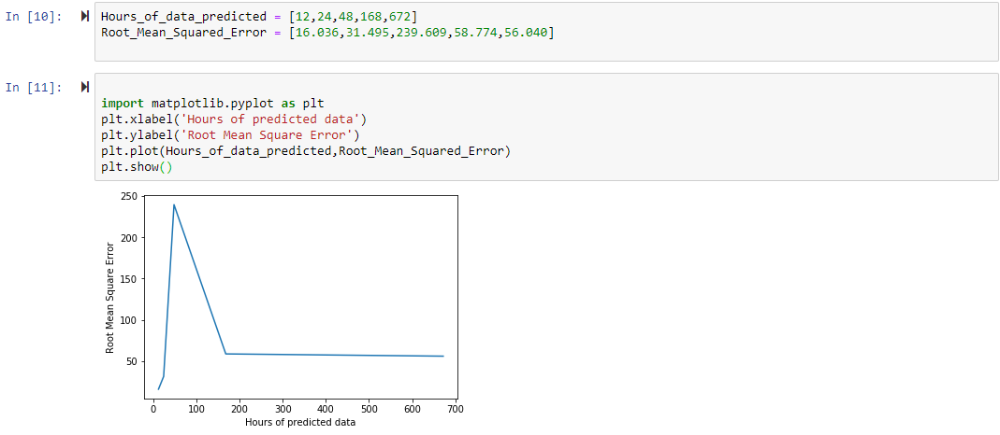 In [10]:
Hours_of_data_predicted = [12,24,48,168,672]
Root_Mean_Squared_Error = [16.036,31.495,239.609,58.774,56.040]
In [11]:
import matplotlib.pyplot as plt
plt.xlabel('Hours of predicted data')
plt.ylabel('Root Mean Square Error')
plt.plot(Hours_of_data_predicted,Root_Mean_Squared_Error)
plt.show()
250
200
150
100
50
Root Mean Square Error
0 100 200 300 400 500 600 700
Hours of predicted data